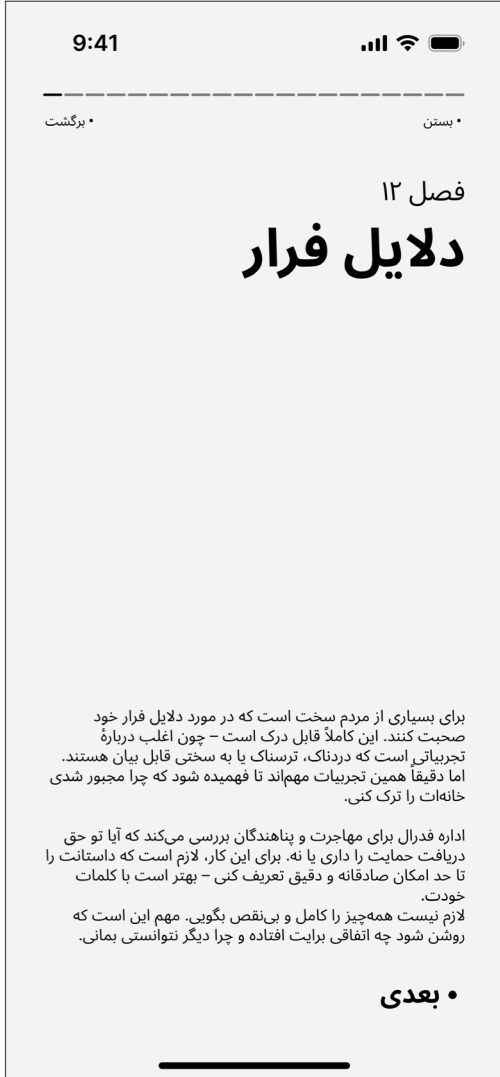 9:41
• بستن
• برگشت
فصل ۱۲
دلایل فرار
برای بسیاری از مردم سخت است که در مورد دلایل فرار خود
صحبت کنند. این کاملاً قابل درک است – چون اغلب دربارهٔ
تجربیاتی است که دردناک، ترسناک یا به سختی قابل بیان هستند.
اما دقیقاً همین تجربیات مهم‌اند تا فهمیده شود که چرا مجبور شدی
خانه‌ات را ترک کنی.
اداره فدرال برای مهاجرت و پناهندگان بررسی می‌کند که آیا تو حق
دریافت حمایت را داری یا نه. برای این کار، لازم است که داستانت را
تا حد امکان صادقانه و دقیق تعریف کنی – بهتر است با کلمات
خودت.
لازم نیست همه‌چیز را کامل و بی‌نقص بگویی. مهم این است که
روشن شود چه اتفاقی برایت افتاده و چرا دیگر نتوانستی بمانی.
• بعدی